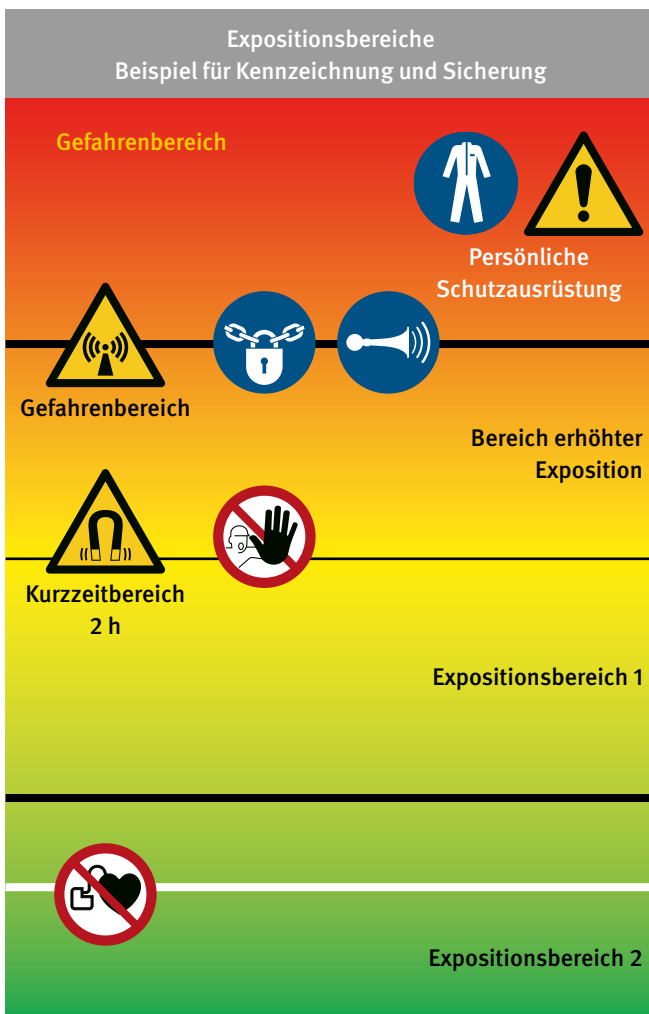 Expositionsbereiche
Beispiel für Kennzeichnung und Sicherung
Gefahrenbereich
Persönliche
Schutzausrüstung
Gefahrenbereich
Bereich erhöhter
Exposition
Kurzzeitbereich
2 h
Expositionsbereich 1
Expositionsbereich 2